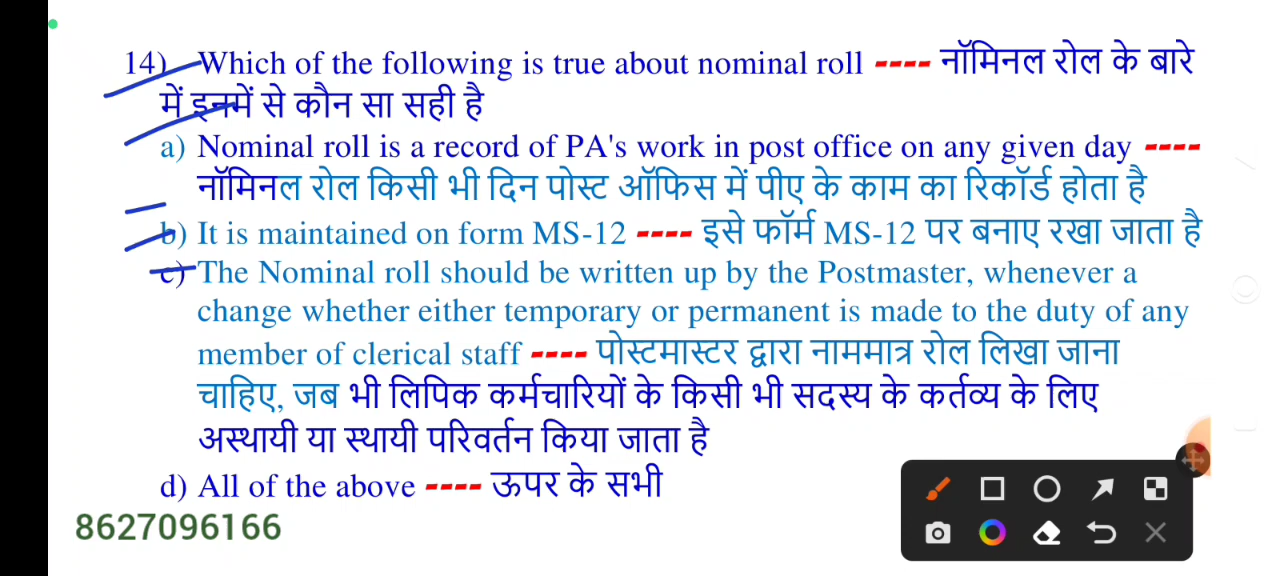 14) Which of the following is true about nominal roll ---- नॉमिनल रोल के बारे
में इनमें से कौन सा सही है
a) Nominal roll is a record of PA's work in post office on any given day ----
नॉमिनल रोल किसी भी दिन पोस्ट ऑफिस में पीए के काम का रिकॉर्ड होता है
b) It is maintained on form MS-12 ---- इसे फॉर्म MS-12 पर बनाए रखा जाता है
c) The Nominal roll should be written up by the Postmaster, whenever a
change whether either temporary or permanent is made to the duty of any
member of clerical staff ---- पोस्टमास्टर द्वारा नाममात्र रोल लिखा जाना
चाहिए, जब भी लिपिक कर्मचारियों के किसी भी सदस्य के कर्तव्य के लिए
अस्थायी या स्थायी परिवर्तन किया जाता है
d) All of the above ---- ऊपर के सभी
8627096166